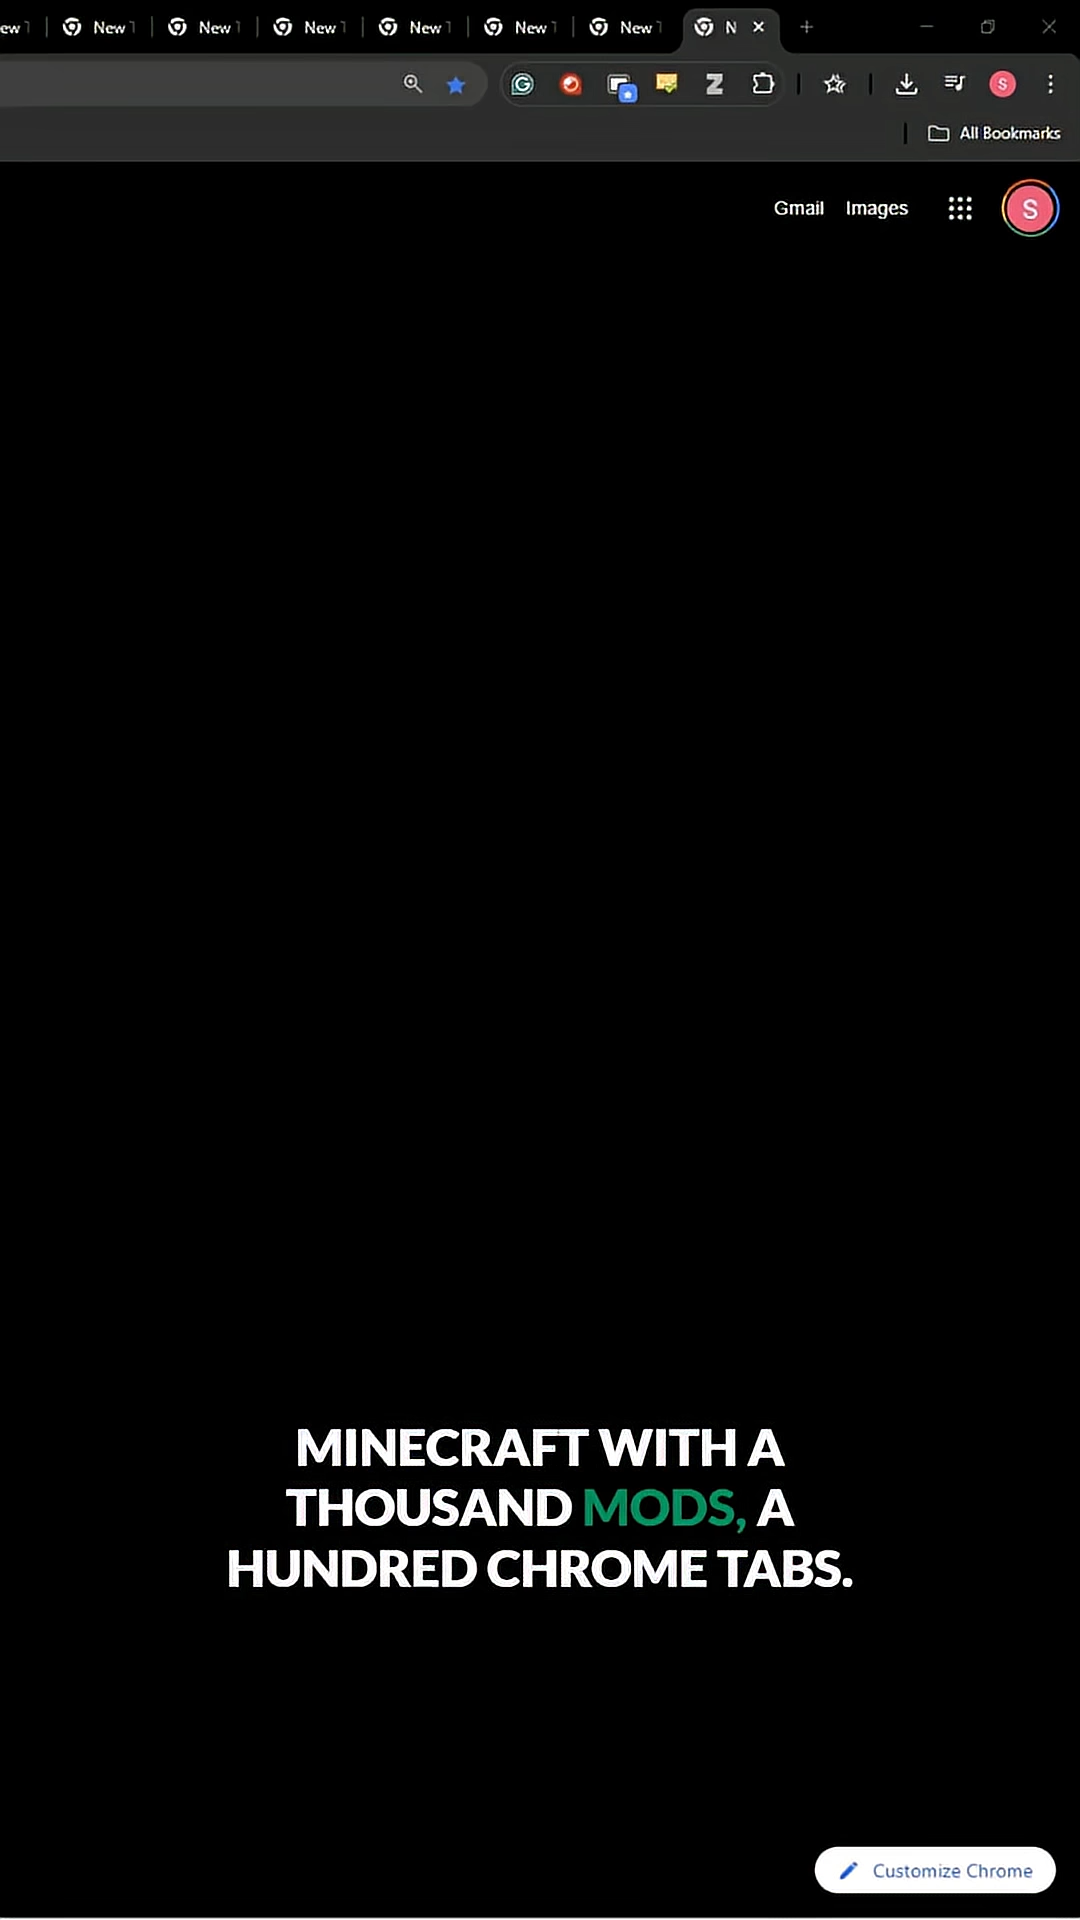 ew
New
New
New
New
New
New
N
All Bookmarks
S
Gmail Images
S
MINECRAFT WITH A
THOUSAND MODS, A
HUNDRED CHROME TABS.
Customize Chrome